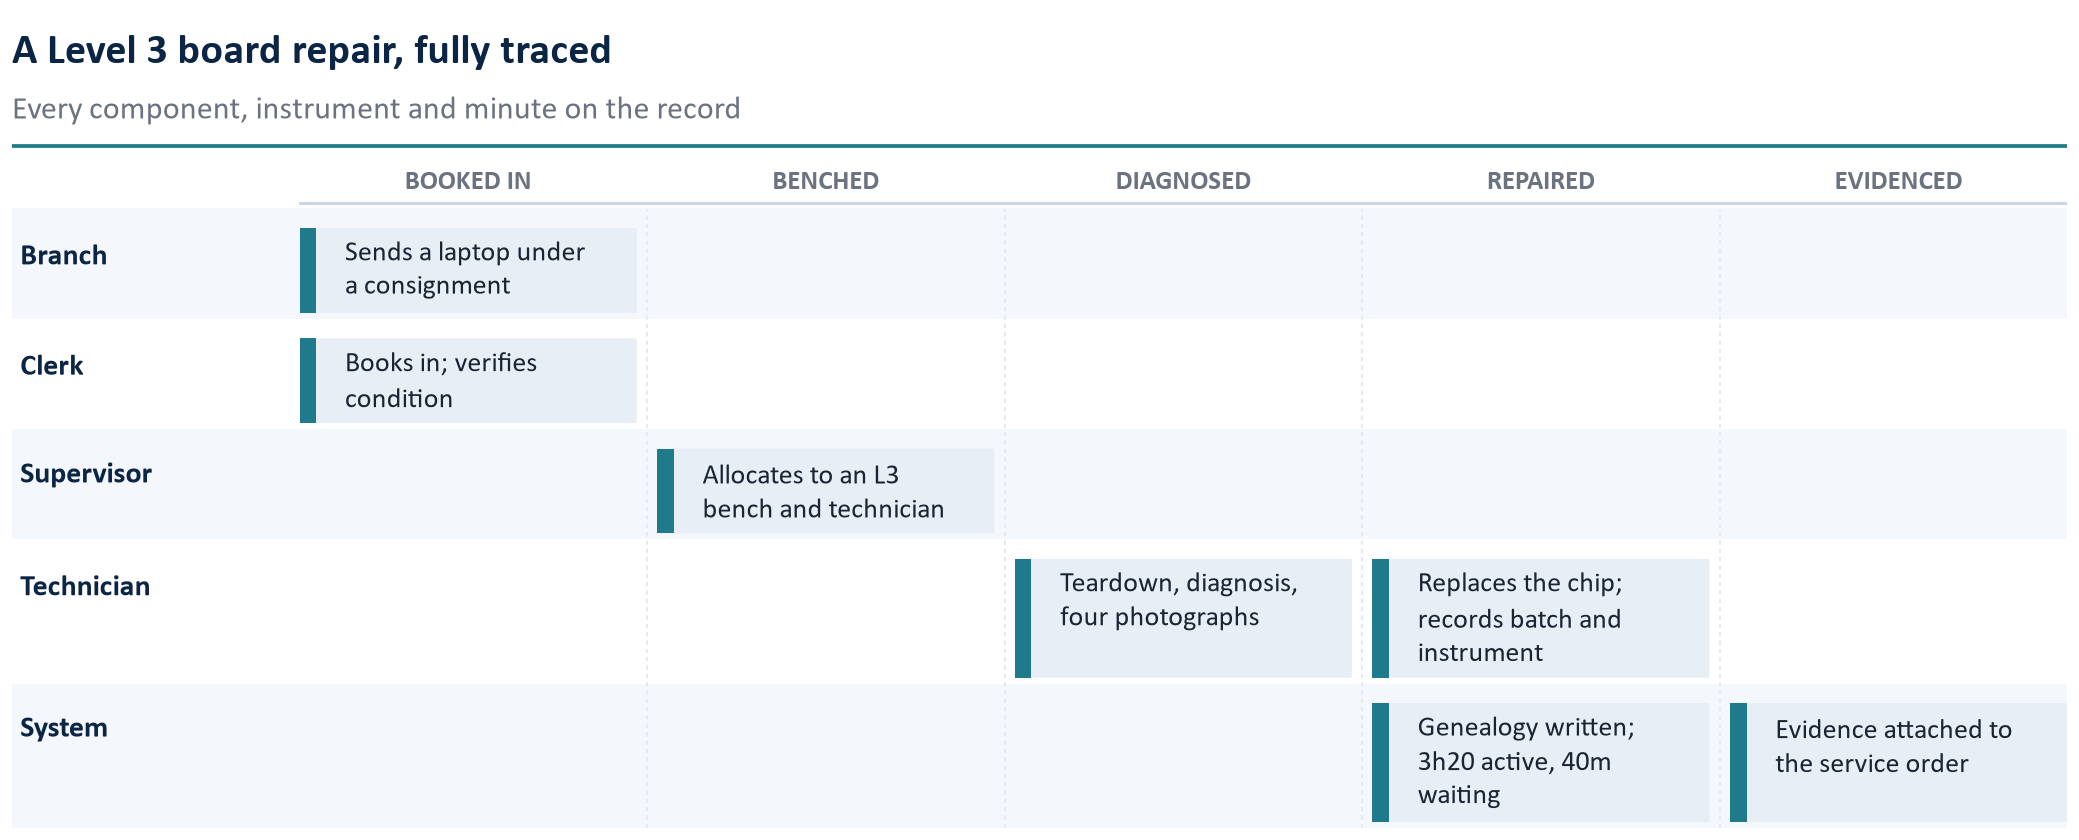 A Level 3 board repair, fully traced
Every component, instrument and minute on the record
BOOKED IN
BENCHED
DIAGNOSED
REPAIRED
EVIDENCED
Branch
Sends a laptop under
a consignment
Clerk
Books in; verifies
condition
Supervisor
Allocates to an L3
bench and technician
Technician
Teardown, diagnosis,
four photographs
Replaces the chip;
records batch and
instrument
System
Genealogy written;
3h20 active, 40m
waiting
Evidence attached to
the service order